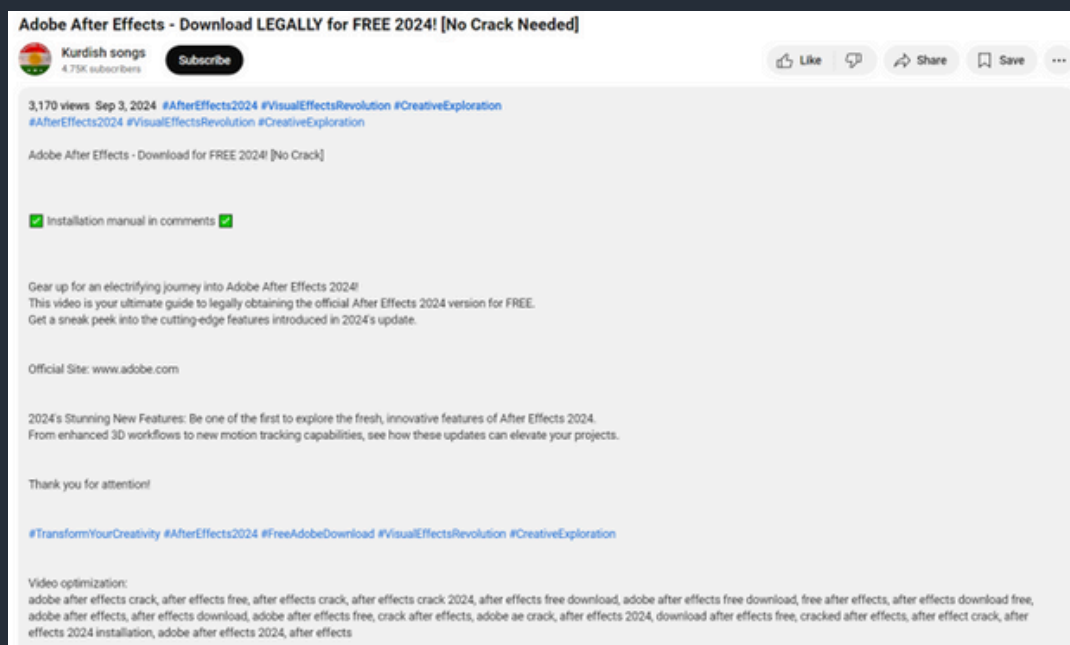 Adobe After Effects - Download LEGALLY for FREE 2024! [No Crack Needed]
Kurdish songs
4.75K subscribers
Subscribe
Like
Share
Save
3,170 views Sep 3, 2024 #AfterEffects2024 #VisualEffectsRevolution #CreativeExploration
#AfterEffects2024 #VisualEffectsRevolution #CreativeExploration
Adobe After Effects - Download for FREE 2024! [No Crack]
✅ Installation manual in comments ✅
Gear up for an electrifying journey into Adobe After Effects 2024!
This video is your ultimate guide to legally obtaining the official After Effects 2024 version for FREE.
Get a sneak peek into the cutting-edge features introduced in 2024's update.
Official Site: www.adobe.com
2024's Stunning New Features: Be one of the first to explore the fresh, innovative features of After Effects 2024.
From enhanced 3D workflows to new motion tracking capabilities, see how these updates can elevate your projects.
Thank you for attention!
#TransformYourCreativity #AfterEffects2024 #FreeAdobeDownload #VisualEffectsRevolution #CreativeExploration
Video optimization:
adobe after effects crack, after effects free, after effects crack, after effects crack 2024, after effects free download, adobe after effects free download, free after effects, after effects download free,
adobe after effects, after effects download, adobe after effects free, crack after effects, adobe ae crack, after effects 2024, download after effects free, cracked after effects, after effect crack, after
effects 2024 installation, adobe after effects 2024, after effects